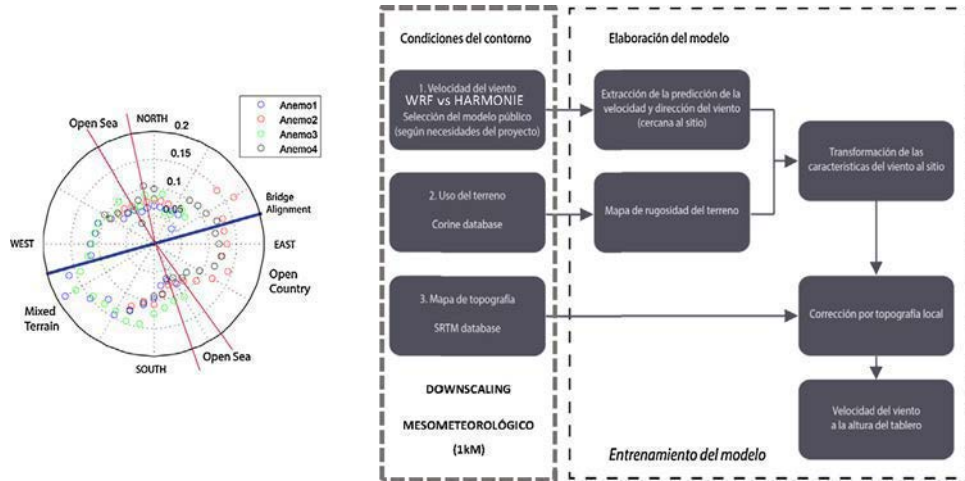 Anemo1
Anemo2
Anemo3
Anemo4
Open Sea
NORTH
0.2
0.15
0.1
0.05
Bridge
Alignment
WEST
EAST
Open
Country
Mixed
Terrain
Open Sea
SOUTH
Condiciones del contorno
1. Velocidad del viento
WRF vs HARMONIE
Selección del modelo público
(según necesidades del proyecto)
2. Uso del terreno
Corine database
3. Mapa de topografía
SRTM database
DOWNSCALING
MESOMETEOROLÓGICO
(1kM)
Elaboración del modelo
Extracción de la predicción de la
velocidad y dirección del viento
(cercana al sitio)
Mapa de rugosidad del terreno
Transformación de las
características del viento al sitio
Corrección por topografía local
Velocidad del viento
a la altura del tablero
Entrenamiento del modelo